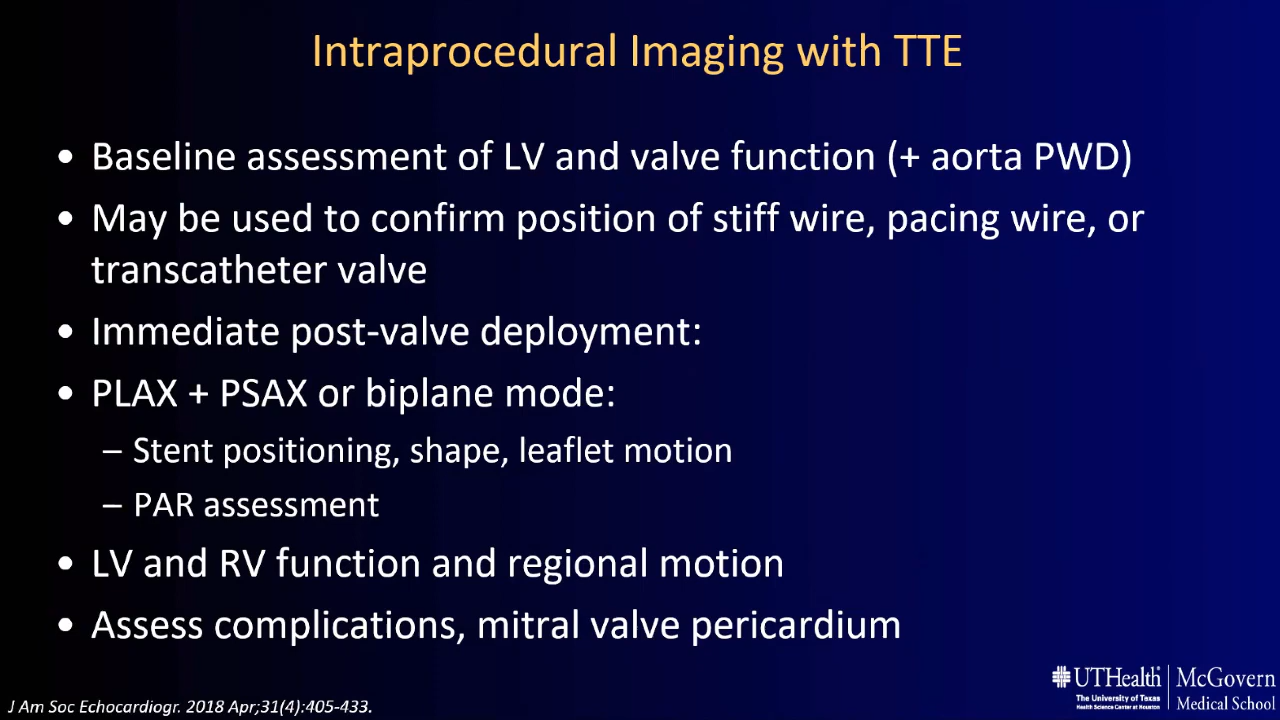 Intraprocedural Imaging with TTE
• Baseline assessment of LV and valve function (+ aorta PWD)
• May be used to confirm position of stiff wire, pacing wire, or
transcatheter valve
• Immediate post-valve deployment:
• PLAX + PSAX or biplane mode:
– Stent positioning, shape, leaflet motion
– PAR assessment
• LV and RV function and regional motion
• Assess complications, mitral valve pericardium
J Am Soc Echocardiogr. 2018 Apr;31(4):405-433.
UTHealth
The University of Texas
Health Science Center at Houston
McGovern
Medical School